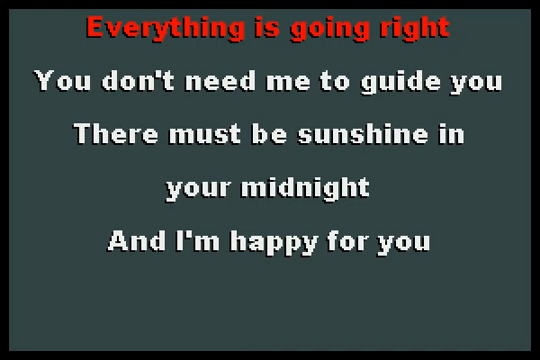 Everything is going right
You don't need me to guide you
There must be sunshine in
your midnight
And I'm happy for you